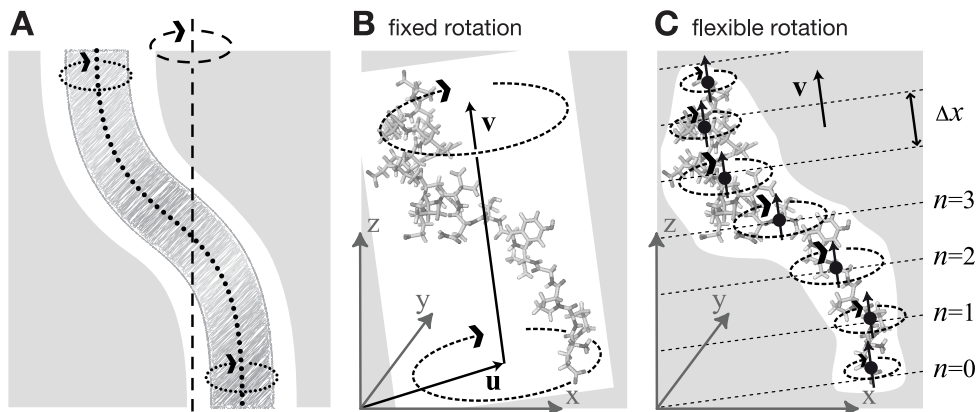 A
B fixed rotation
C flexible rotation
v
u
z
y
x
v
Δx
n=3
n=2
n=1
n=0
z
y
x